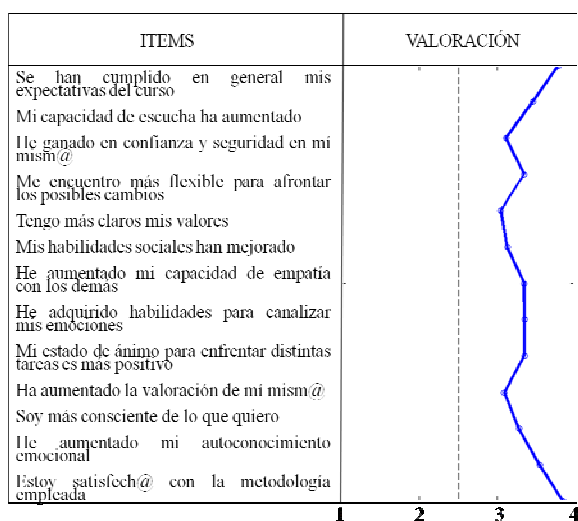 ITEMS
VALORACIÓN
Se han cumplido en general mis
expectativas del curso
Mi capacidad de escucha ha aumentado
He ganado en confianza y seguridad en mí
mism@
Me encuentro más flexible para afrontar
los posibles cambios
Tengo más claros mis valores
Mis habilidades sociales han mejorado
He aumentado mi capacidad de empatía
con los demás
He adquirido habilidades para canalizar
mis emociones
Mi estado de ánimo para enfrentar distintas
tareas es más positivo
Ha aumentado la valoración de mí mism@
Soy más consciente de lo que quiero
He aumentado mi autoconocimiento
emocional
Estoy satisfech@ con la metodología
empleada
1 2 3 4